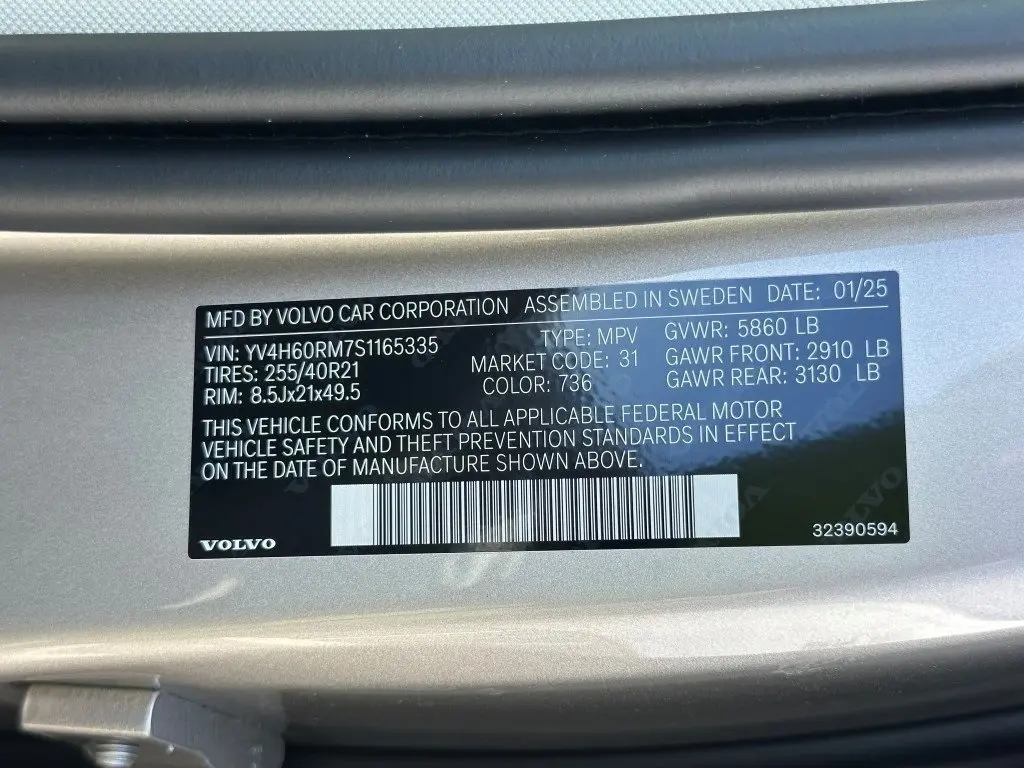 MFD BY VOLVO CAR CORPORATION ASSEMBLED IN SWEDEN DATE: 01/25
VIN: YV4H60RM7S1165335 TYPE: MPV GVWR: 5860 LB
TIRES: 255/40R21 MARKET CODE: 31 GAWR FRONT: 2910 LB
RIM: 8.5Jx21x49.5 COLOR: 736 GAWR REAR: 3130 LB
THIS VEHICLE CONFORMS TO ALL APPLICABLE FEDERAL MOTOR
VEHICLE SAFETY AND THEFT PREVENTION STANDARDS IN EFFECT
ON THE DATE OF MANUFACTURE SHOWN ABOVE.
VOLVO 32390594